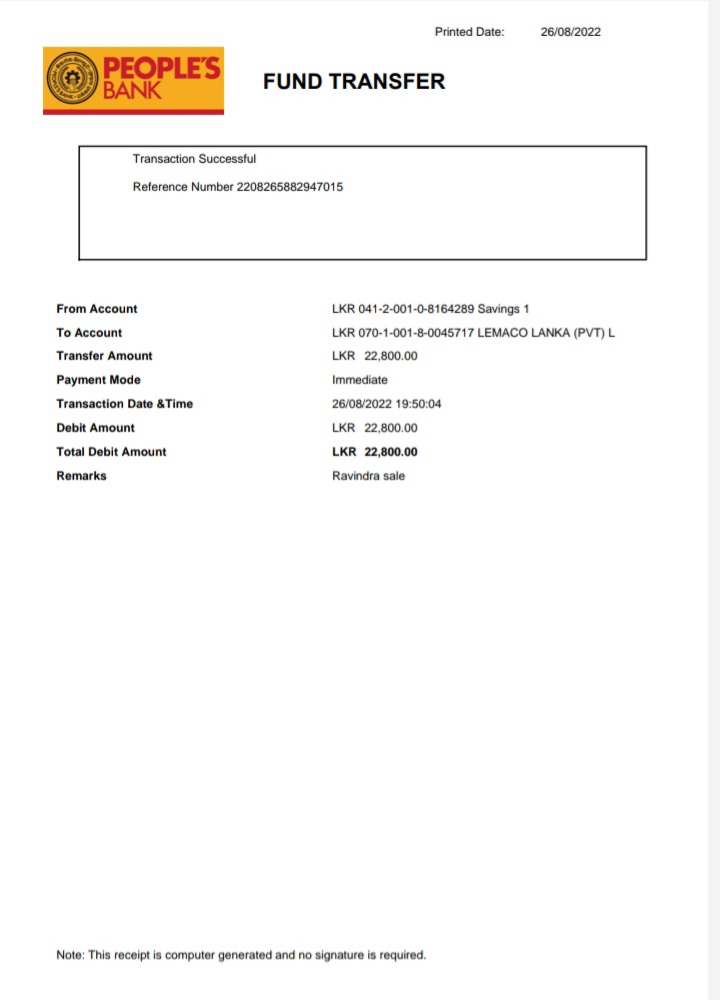 Printed Date: 26/08/2022
PEOPLE'S
BANK
FUND TRANSFER
Transaction Successful
Reference Number 2208265882947015
From Account LKR 041-2-001-0-8164289 Savings 1
To Account LKR 070-1-001-8-0045717 LEMACO LANKA (PVT) L
Transfer Amount LKR 22,800.00
Payment Mode Immediate
Transaction Date &Time 26/08/2022 19:50:04
Debit Amount LKR 22,800.00
Total Debit Amount LKR 22,800.00
Remarks Ravindra sale
Note: This receipt is computer generated and no signature is required.